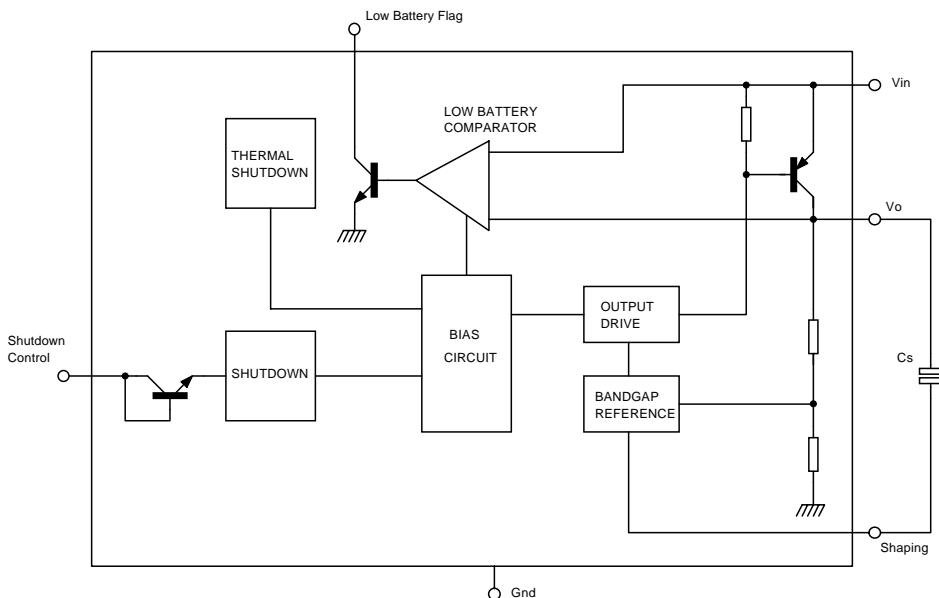 Low Battery Flag
Vin
LOW BATTERY
COMPARATOR
THERMAL
SHUTDOWN
Vo
OUTPUT
DRIVE
BIAS
CIRCUIT
Shutdown
Control
SHUTDOWN
Cs
BANDGAP
REFERENCE
Shaping
Gnd